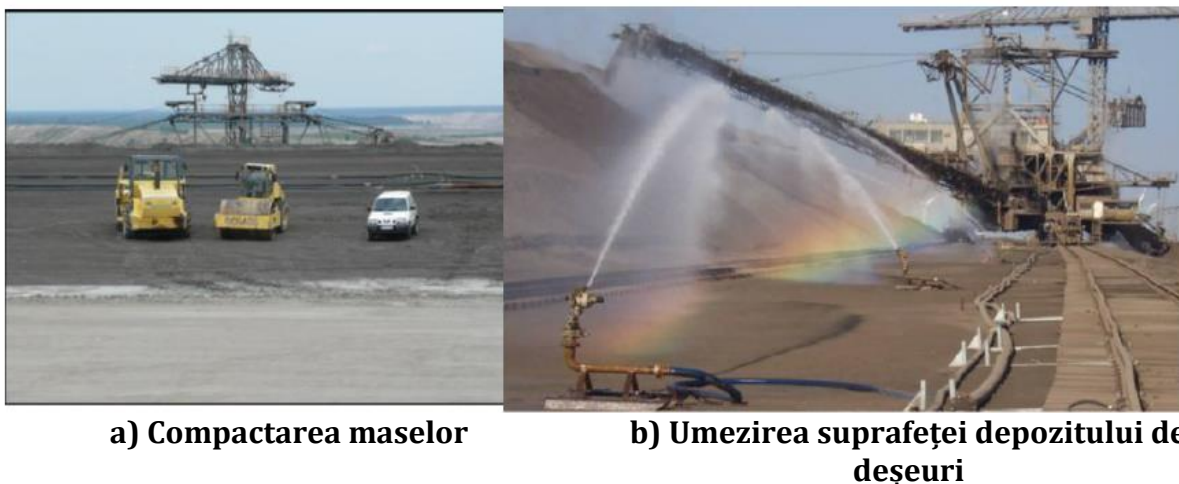 a) Compactarea maselor
b) Umezirea suprafeței depozitului de
deșeuri